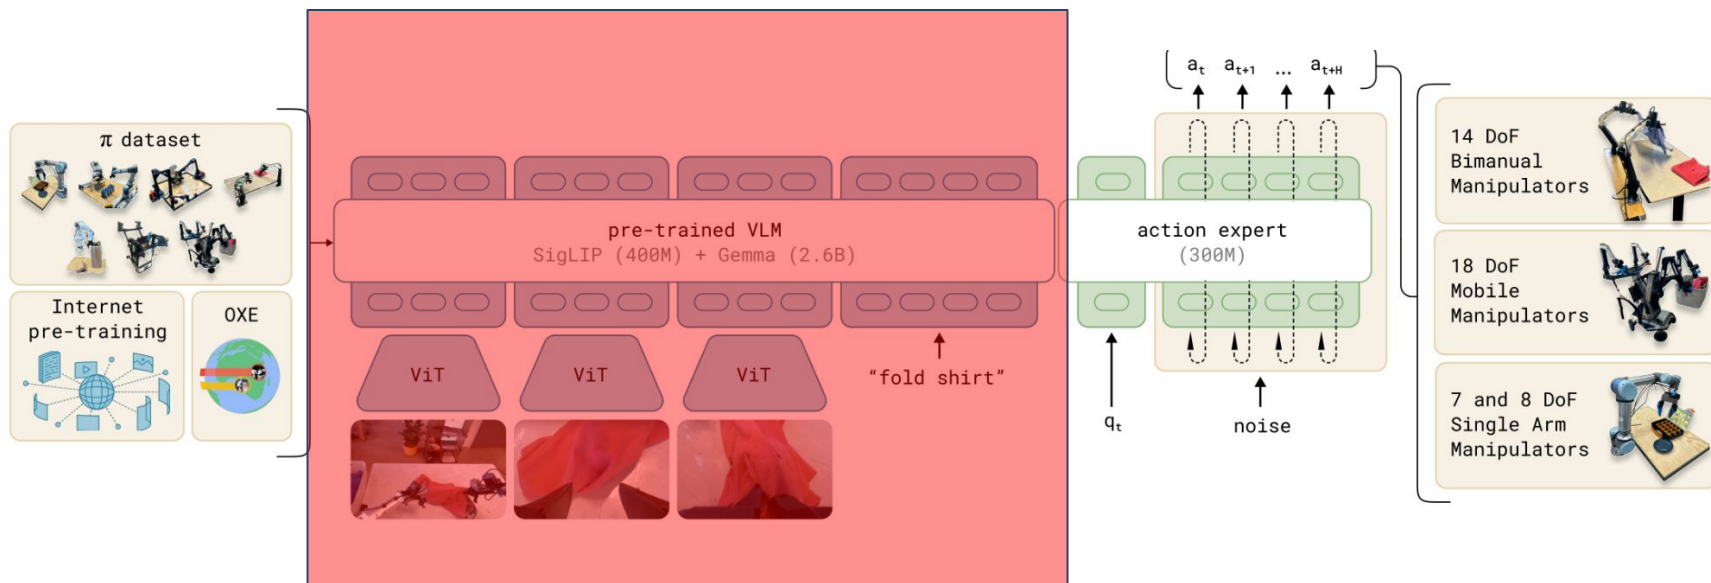 π dataset
Internet
pre-training
OXE
pre-trained VLM
SigLIP (400M) + Gemma (2.6B)
ViT
ViT
ViT
“fold shirt”
action expert
(300M)
qₜ
noise
aₜ aₜ₊₁ ... aₜ₊H
14 DoF
Bimanual
Manipulators
18 DoF
Mobile
Manipulators
7 and 8 DoF
Single Arm
Manipulators